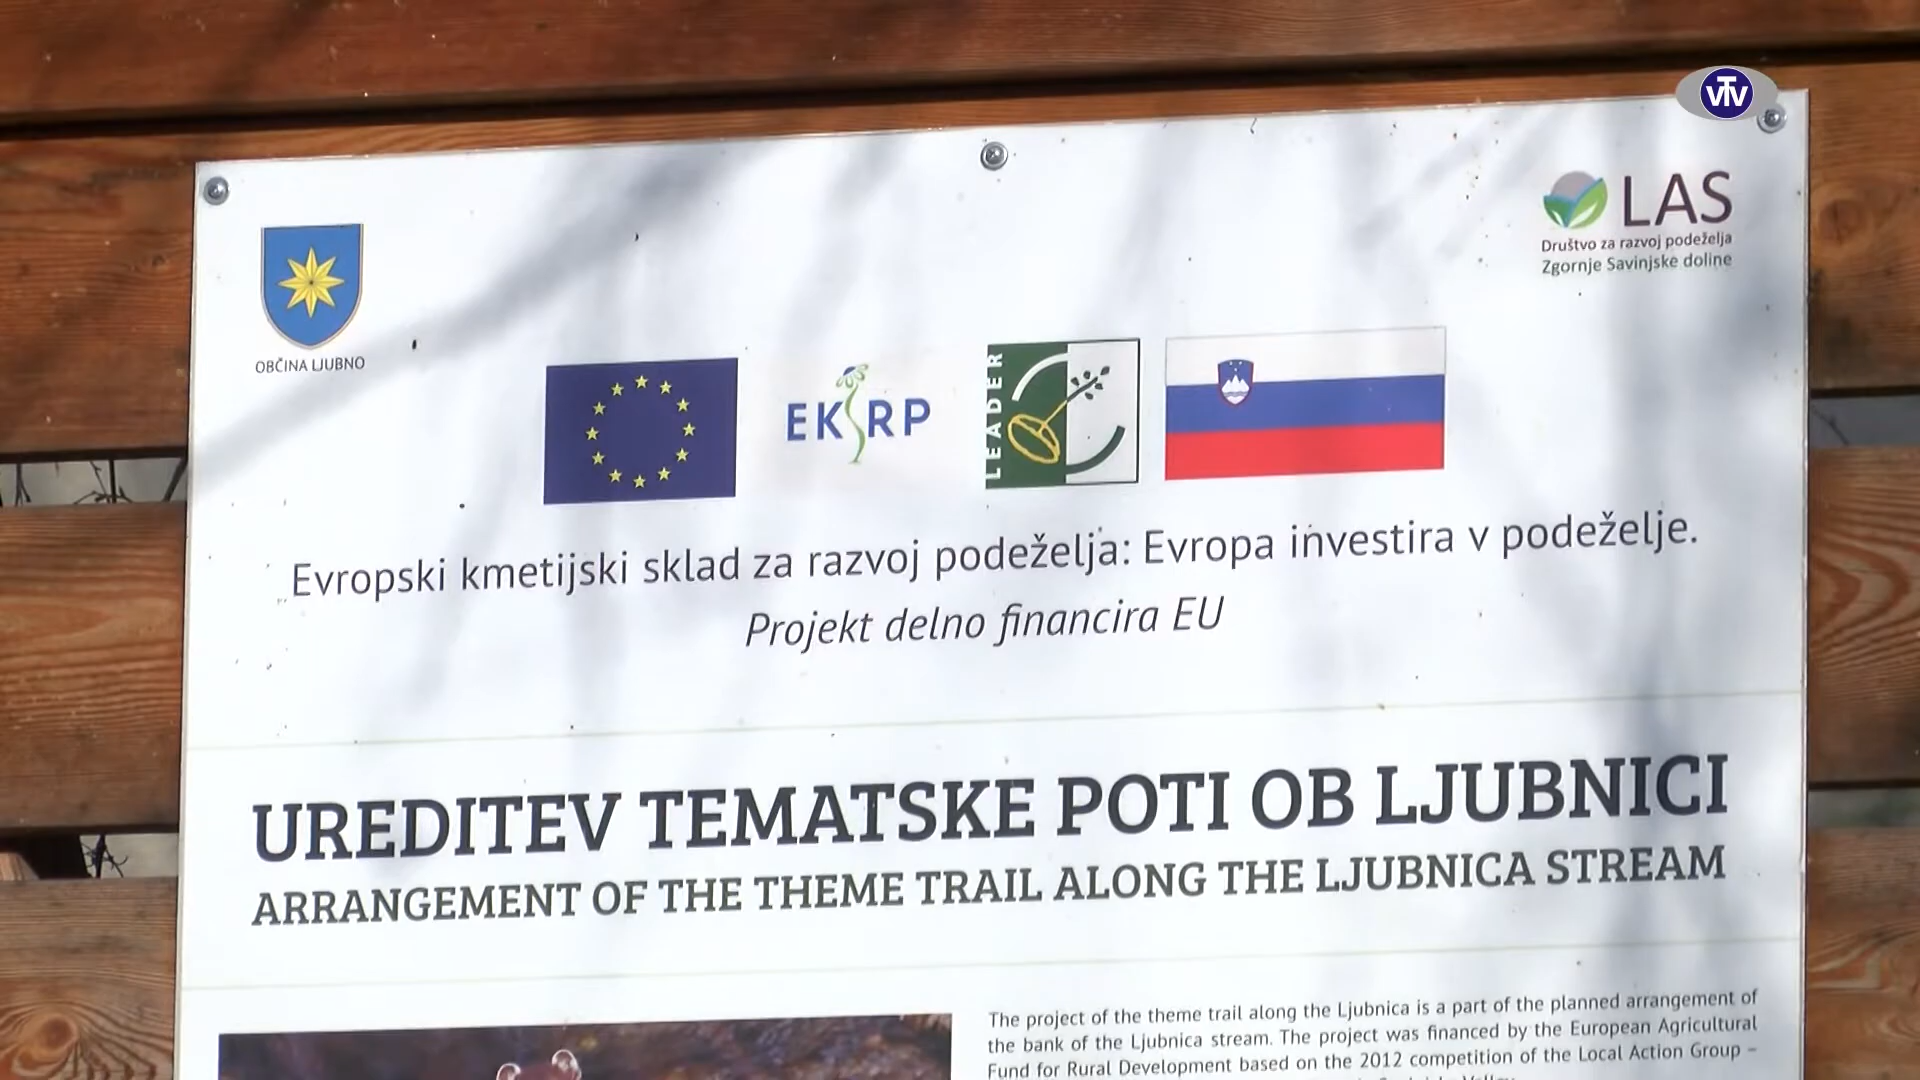 VTV
LAS
Društvo za razvoj podeželja
Zgornje Savinjske doline
OBČINA LJUBNO
EKSRP
LEADER
Evropski kmetijski sklad za razvoj podeželja: Evropa investira v podeželje.
Projekt delno financira EU
UREDITEV TEMATSKE POTI OB LJUBNICI
ARRANGEMENT OF THE THEME TRAIL ALONG THE LJUBNICA STREAM
The project of the theme trail along the Ljubnica is a part of the planned arrangement of
the bank of the Ljubnica stream. The project was financed by the European Agricultural
Fund for Rural Development based on the 2012 competition of the Local Action Group –